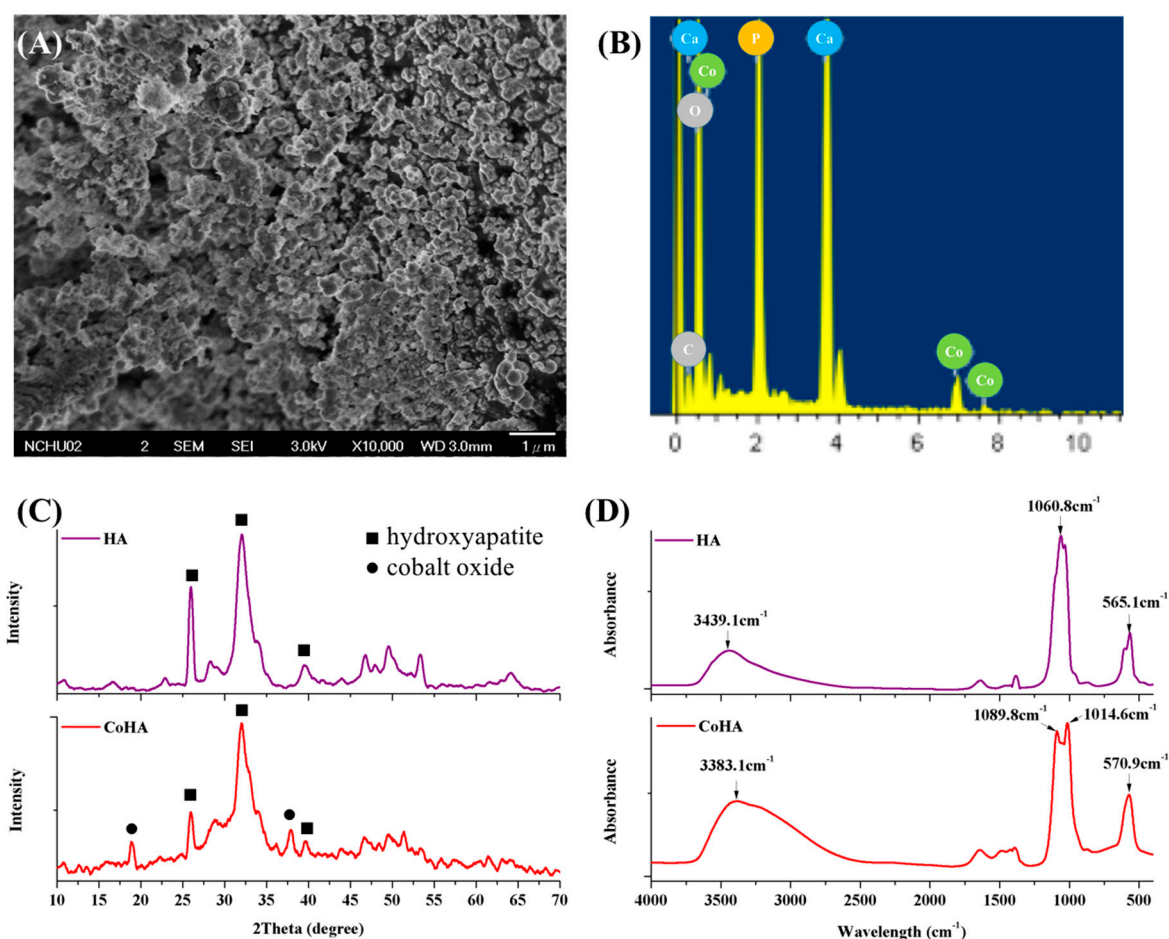 (A)
NCHU02 2 SEM SEI 3.0kV X10,000 WD 3.0mm 1μm
(B)
Ca P Ca
Co
O
C
Co
Co
0 2 4 6 8 10
(C)
HA
■ hydroxyapatite
● cobalt oxide
Intensity
CoHA
Intensity
10 15 20 25 30 35 40 45 50 55 60 65 70
2Theta (degree)
(D)
HA
1060.8cm⁻¹
3439.1cm⁻¹
565.1cm⁻¹
Absorbance
CoHA
1089.8cm⁻¹ 1014.6cm⁻¹
3383.1cm⁻¹
570.9cm⁻¹
Absorbance
4000 3500 3000 2500 2000 1500 1000 500
Wavelength (cm⁻¹)